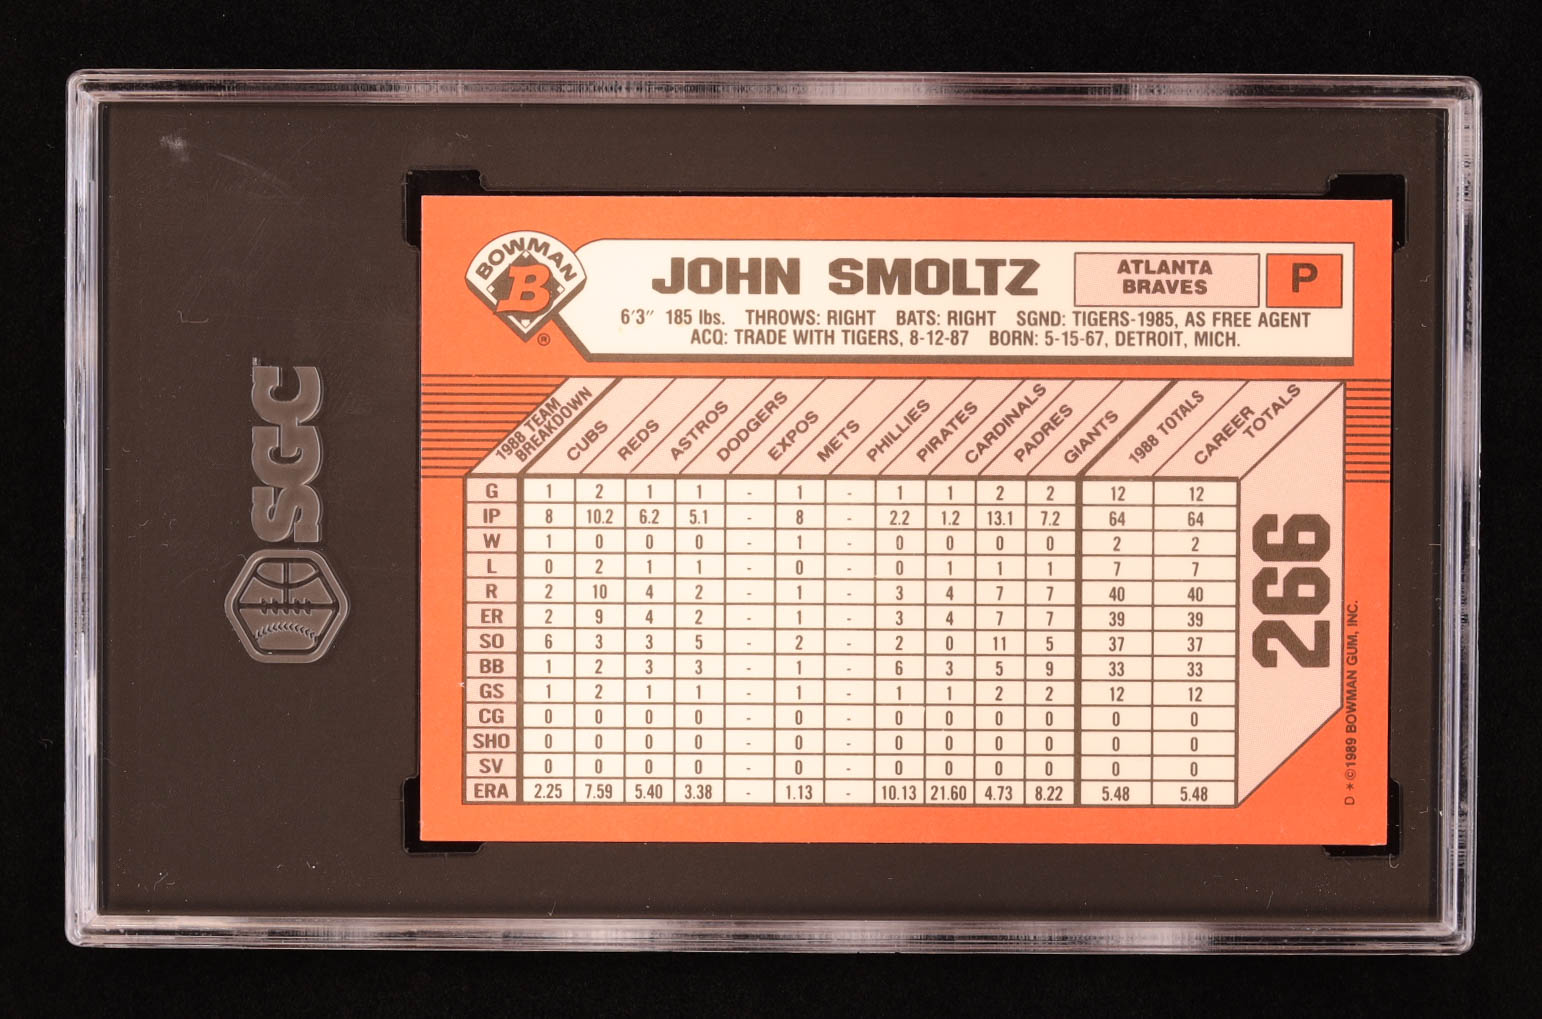 SGC
BOWMAN
B
®
JOHN SMOLTZ
ATLANTA
BRAVES
P
6'3" 185 lbs. THROWS: RIGHT BATS: RIGHT SGND: TIGERS-1985, AS FREE AGENT
ACQ: TRADE WITH TIGERS, 8-12-87 BORN: 5-15-67, DETROIT, MICH.
1988 TEAM BREAKDOWN CUBS REDS ASTROS DODGERS EXPOS METS PHILLIES PIRATES CARDINALS PADRES GIANTS 1988 TOTALS CAREER TOTALS
G 1 2 1 1 - 1 - 1 1 2 2 12 12
IP 8 10.2 6.2 5.1 - 8 - 2.2 1.2 13.1 7.2 64 64
W 1 0 0 0 - 1 - 0 0 0 0 2 2
L 0 2 1 1 - 0 - 0 1 1 1 7 7
R 2 10 4 2 - 1 - 3 4 7 7 40 40
ER 2 9 4 2 - 1 - 3 4 7 7 39 39
SO 6 3 3 5 - 2 - 2 0 11 5 37 37
BB 1 2 3 3 - 1 - 6 3 5 9 33 33
GS 1 2 1 1 - 1 - 1 1 2 2 12 12
CG 0 0 0 0 - 0 - 0 0 0 0 0 0
SHO 0 0 0 0 - 0 - 0 0 0 0 0 0
SV 0 0 0 0 - 0 - 0 0 0 0 0 0
ERA 2.25 7.59 5.40 3.38 - 1.13 - 10.13 21.60 4.73 8.22 5.48 5.48
266
D *©1989 BOWMAN GUM, INC.